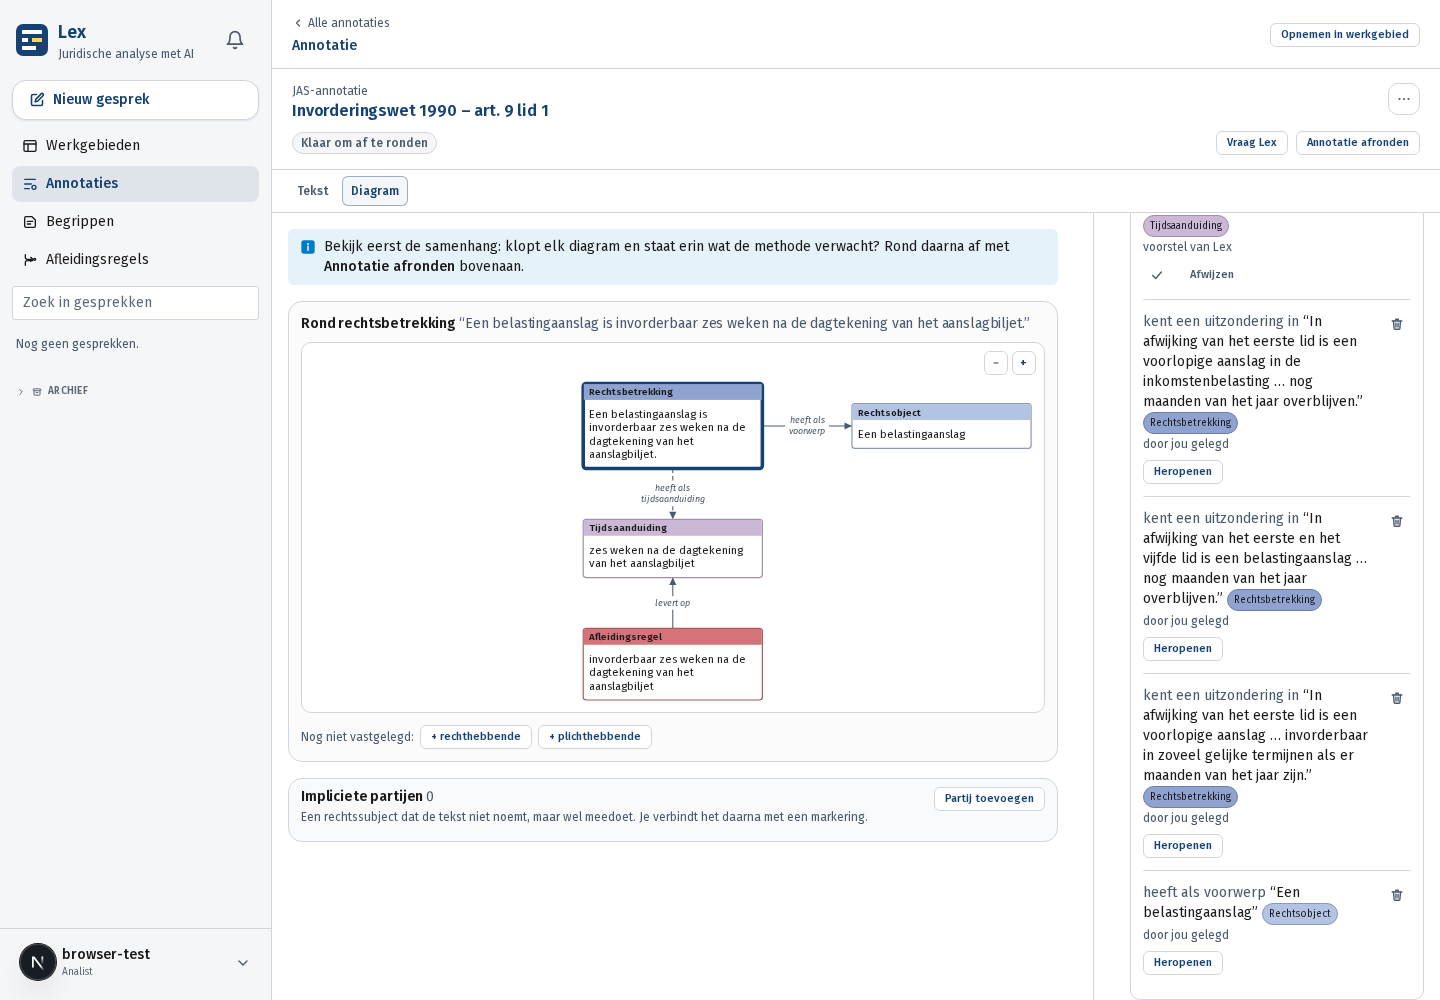 Lex
Juridische analyse met AI
Nieuw gesprek
Werkgebieden
Annotaties
Begrippen
Afleidingsregels
Zoek in gesprekken
Nog geen gesprekken.
ARCHIEF
N
browser-test
Analist
Alle annotaties
Annotatie
Opnemen in werkgebied
JAS-annotatie
Invorderingswet 1990 – art. 9 lid 1
Klaar om af te ronden
...
Vraag Lex
Annotatie afronden
Tekst
Diagram
Bekijk eerst de samenhang: klopt elk diagram en staat erin wat de methode verwacht? Rond daarna af met
Annotatie afronden bovenaan.
Rond rechtsbetrekking “Een belastingaanslag is invorderbaar zes weken na de dagtekening van het aanslagbiljet.”
−
+
Rechtsbetrekking
Een belastingaanslag is
invorderbaar zes weken na de
dagtekening van het
aanslagbiljet.
heeft als
voorwerp
Rechtsobject
Een belastingaanslag
heeft als
tijdsaanduiding
Tijdsaanduiding
zes weken na de dagtekening
van het aanslagbiljet
levert op
Afleidingsregel
invorderbaar zes weken na de
dagtekening van het
aanslagbiljet
Nog niet vastgelegd:
+ rechthebbende
+ plichthebbende
Impliciete partijen 0
Een rechtssubject dat de tekst niet noemt, maar wel meedoet. Je verbindt het daarna met een markering.
Partij toevoegen
Tijdsaanduiding
voorstel van Lex
Afwijzen
kent een uitzondering in “In
afwijking van het eerste lid is een
voorlopige aanslag in de
inkomstenbelasting … nog
maanden van het jaar overblijven.”
Rechtsbetrekking
door jou gelegd
Heropenen
kent een uitzondering in “In
afwijking van het eerste en het
vijfde lid is een belastingaanslag …
nog maanden van het jaar
overblijven.” Rechtsbetrekking
door jou gelegd
Heropenen
kent een uitzondering in “In
afwijking van het eerste lid is een
voorlopige aanslag … invorderbaar
in zoveel gelijke termijnen als er
maanden van het jaar zijn.”
Rechtsbetrekking
door jou gelegd
Heropenen
heeft als voorwerp “Een
belastingaanslag” Rechtsobject
door jou gelegd
Heropenen